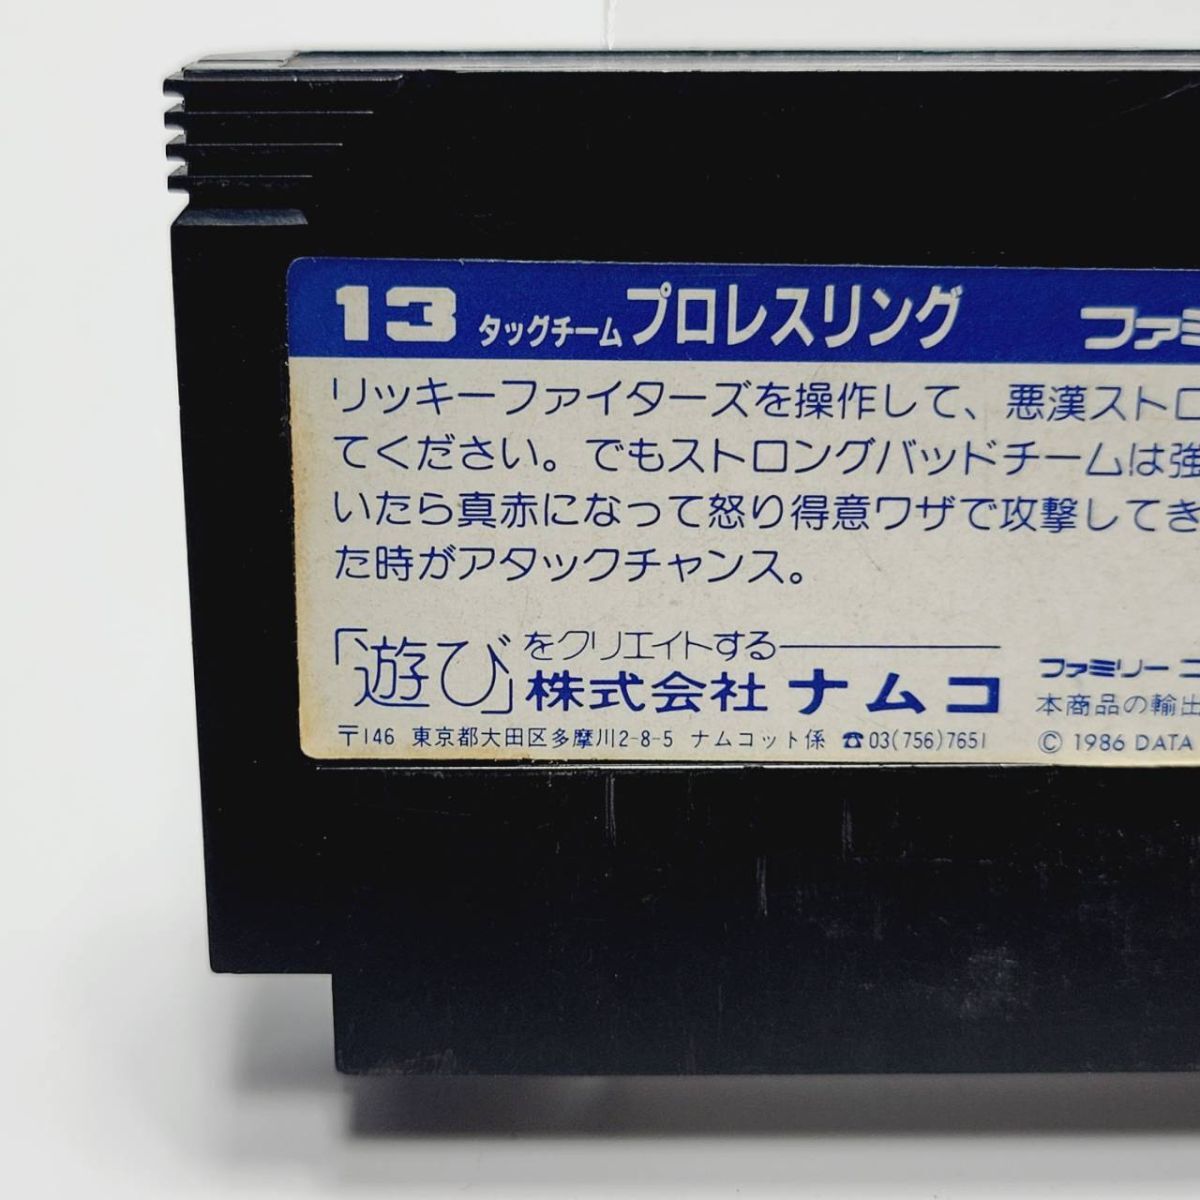 13 タッグチーム プロレスリング ファミ
リッキーファイターズを操作して、悪漢ストロ
てください。でもストロングバッドチームは強
いたら真赤になって怒り得意ワザで攻撃してき
た時がアタックチャンス。
「遊び」をクリエイトする
株式会社 ナムコ
〒146 東京都大田区多摩川2-8-5 ナムコット係 ☎03(756)7651
ファミリー コ
本商品の輸出
© 1986 DATA